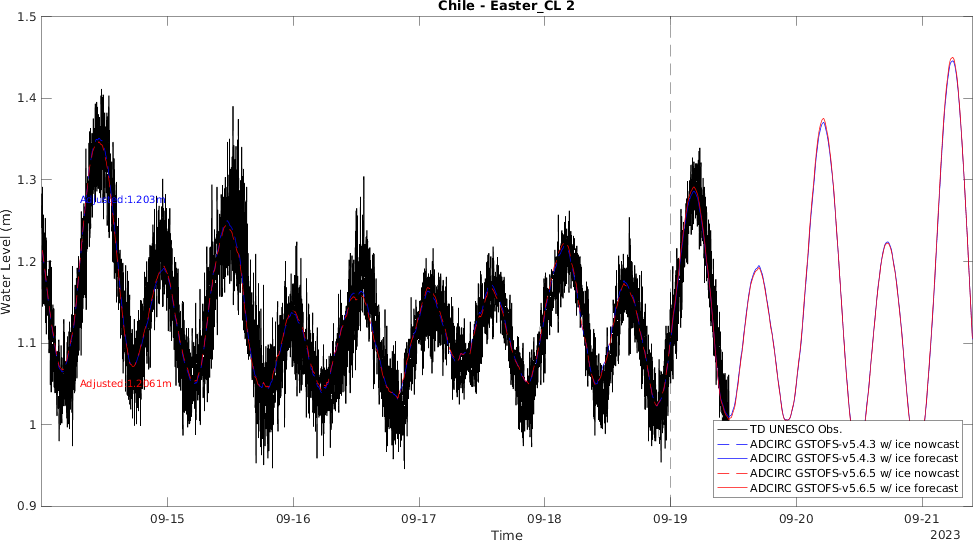 Chile - Easter_CL 2
1.5
1.4
1.3
1.2
1.1
1
0.9
Water Level (m)
Adjusted:1.203m
Adjusted 1.2061m
TD UNESCO Obs.
ADCIRC GSTOFS-v5.4.3 w/ ice nowcast
ADCIRC GSTOFS-v5.4.3 w/ ice forecast
ADCIRC GSTOFS-v5.6.5 w/ ice nowcast
ADCIRC GSTOFS-v5.6.5 w/ ice forecast
09-15
09-16
09-17
09-18
09-19
09-20
09-21
Time
2023